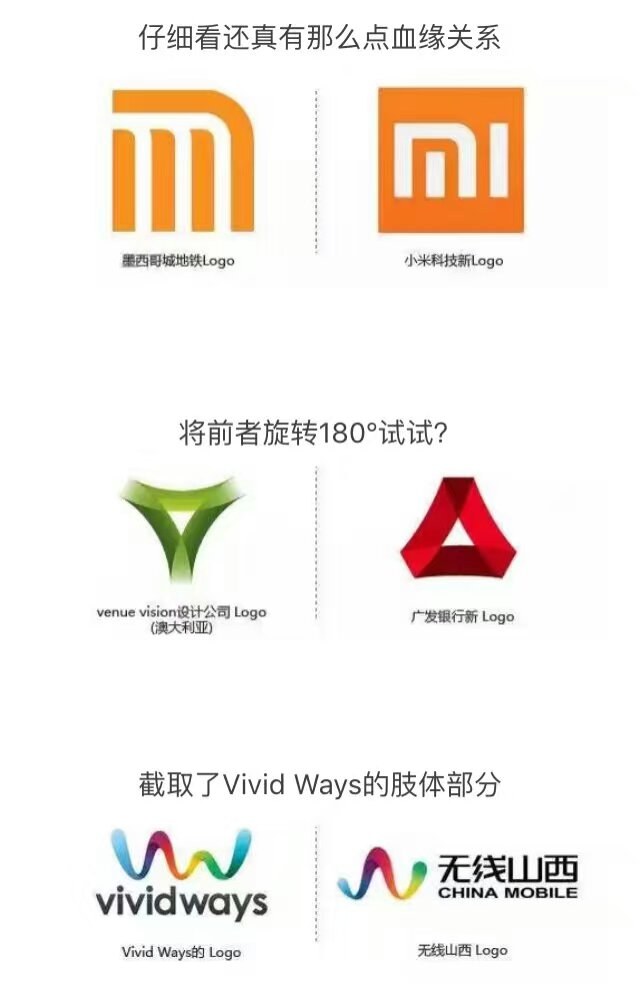 仔细看还真有那么点血缘关系
mi
墨西哥城地铁Logo
小米科技新Logo
将前者旋转180°试试?
venue vision设计公司 Logo
(澳大利亚)
广发银行新 Logo
截取了Vivid Ways的肢体部分
vividways
无线山西
CHINA MOBILE
Vivid Ways的 Logo
无线山西 Logo